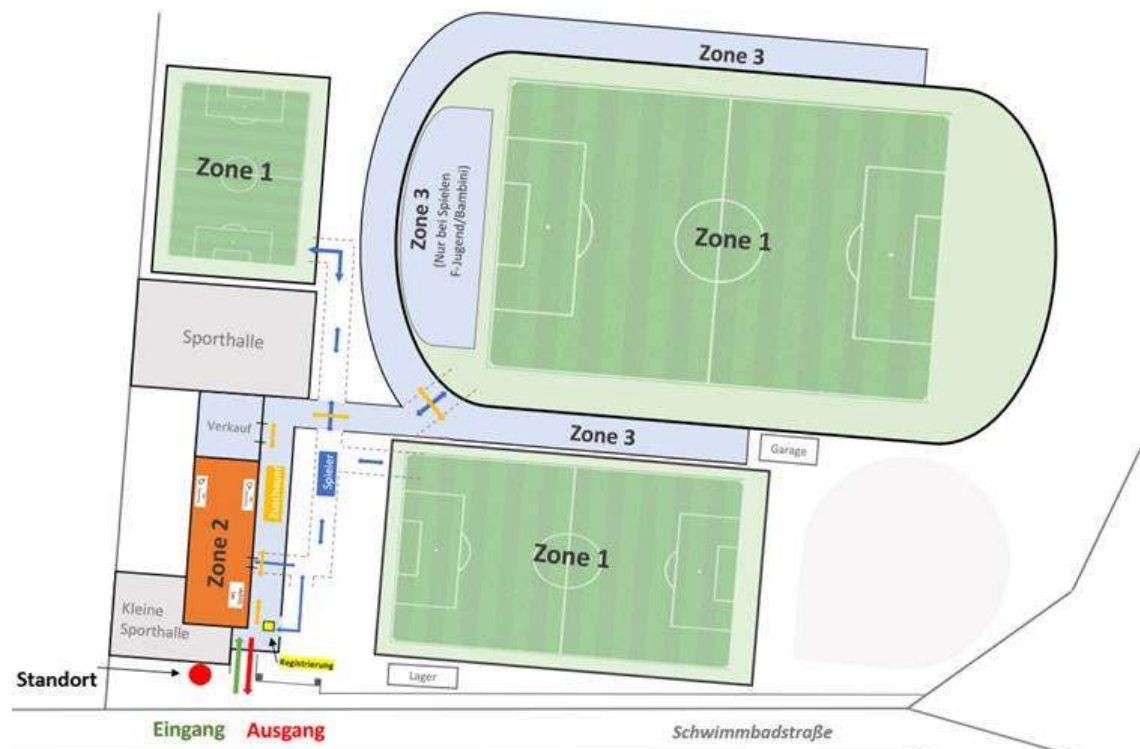 Zone 3
Zone 1
Zone 3
(Nur bei Spielen
F-Jugend/Bambini)
Zone 1
Sporthalle
Verkauf
Zone 3
Garage
Zuschauer
Spieler
Zone 2
Zone 1
Kleine
Sporthalle
Registrierung
Standort
Lager
Eingang
Ausgang
Schwimmbadstraße